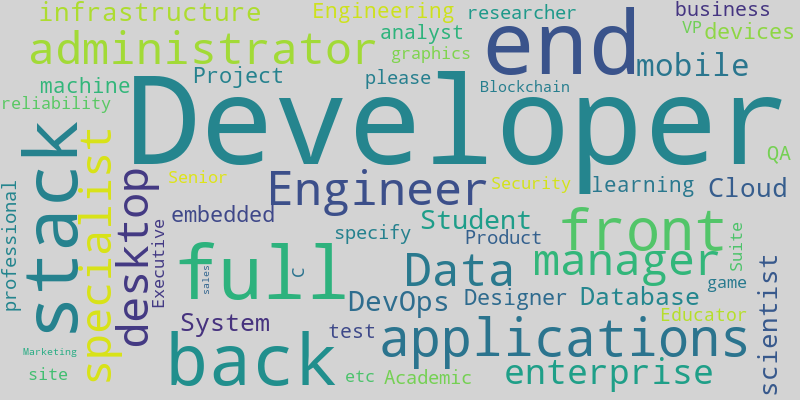 infrastructure
Engineering
researcher
business
administrator
analyst
end
VP
devices
graphics
mobile
machine
Project
please
Blockchain
reliability
Developer
QA
stack
specialist
desktop
Senior
Engineer
Security
learning
Cloud
professional
embedded
Student
front
Executive
specify
Product
manager
Suite
full
sales
C
Data
scientist
game
DevOps
Designer
Database
System
test
applications
Educator
back
Marketing
site
etc
Academic
enterprise